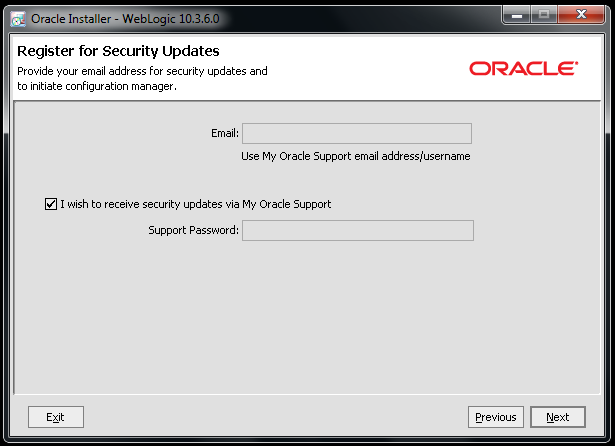 Oracle Installer - WebLogic 10.3.6.0
Register for Security Updates
Provide your email address for security updates and
to initiate configuration manager.
ORACLE
Email:
Use My Oracle Support email address/username
I wish to receive security updates via My Oracle Support
Support Password:
Exit
Previous
Next